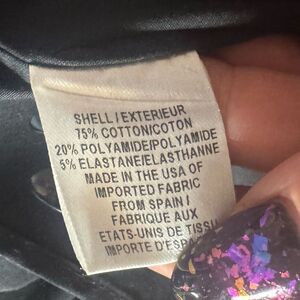 SHELL/EXTERIEUR
75% COTTON/COTON
20% POLYAMIDE/POLYAMIDE
5% ELASTANE/ELASTHANNE
MADE IN THE USA OF
IMPORTED FABRIC
FROM SPAIN /
FABRIQUE AUX
ETATS-UNIS DE TISSU
IMPORTE